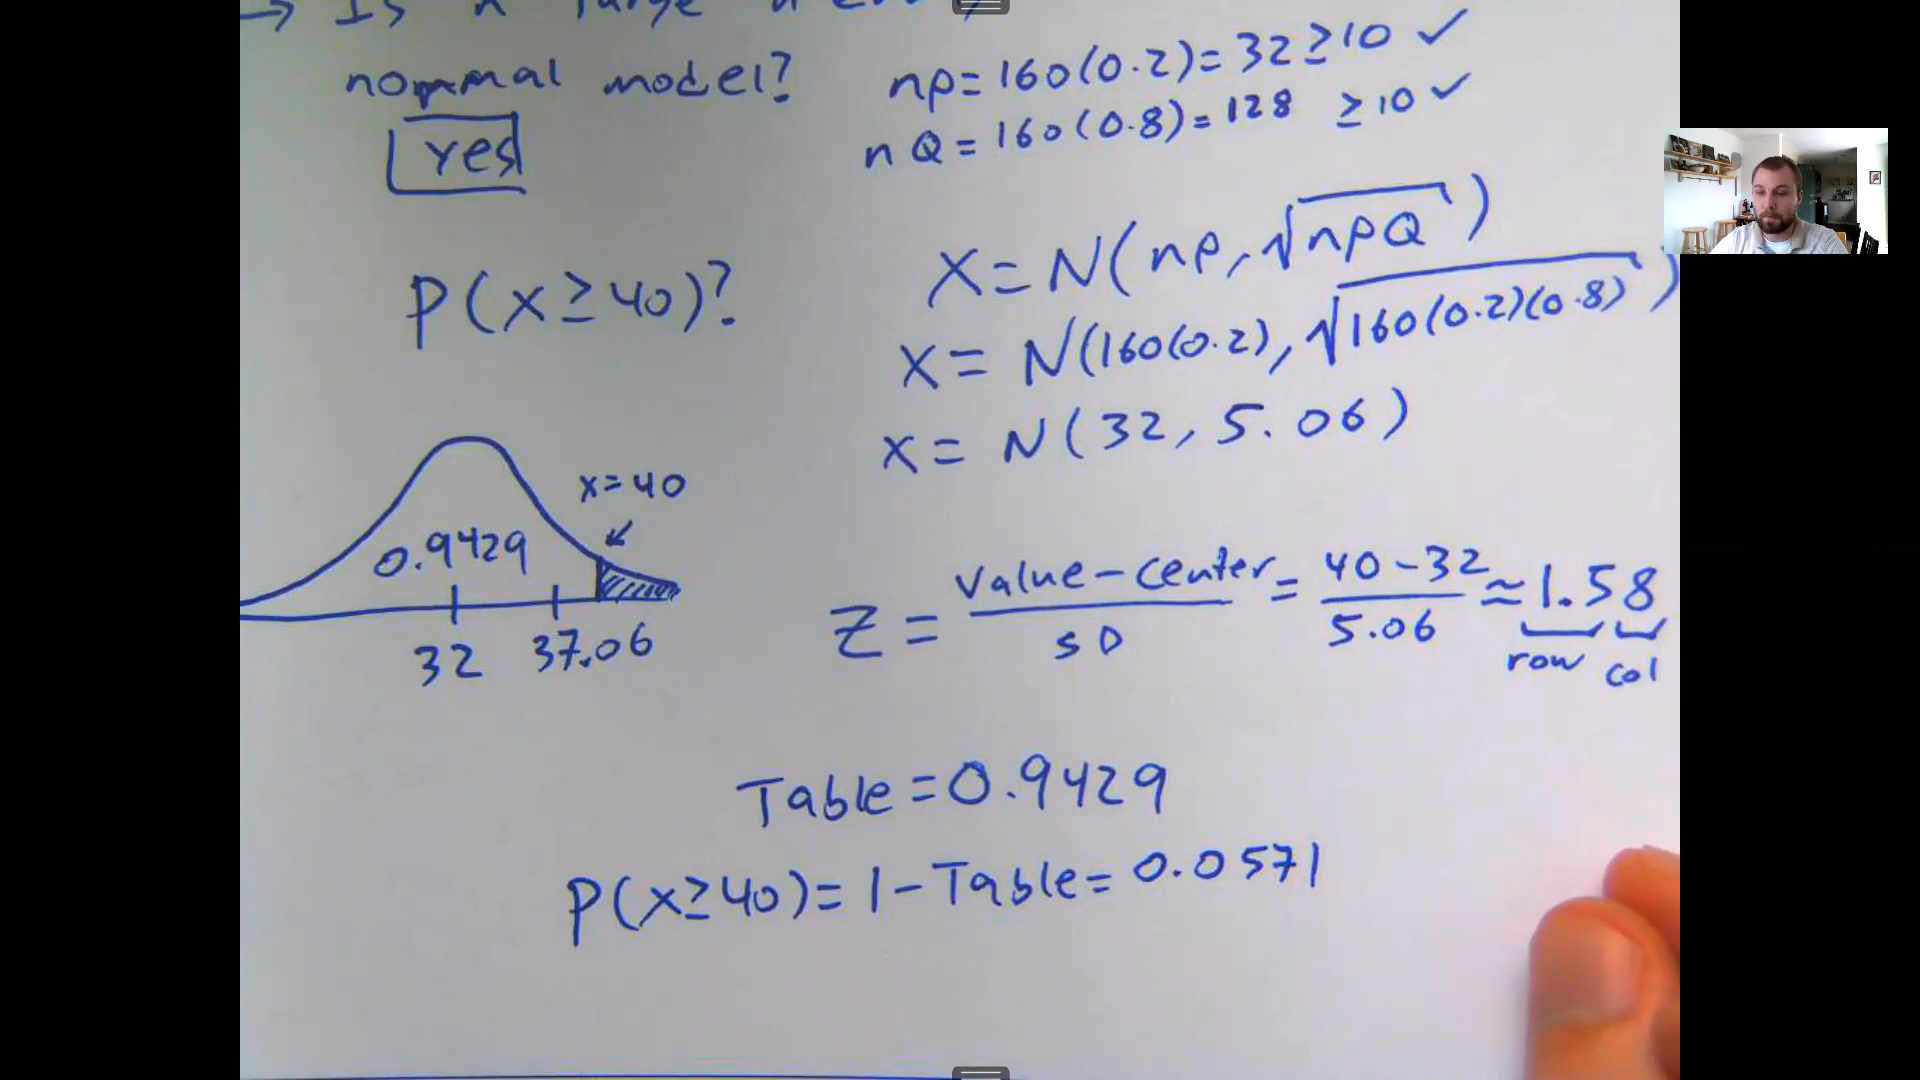 → Is n large
normal model?
Yes
np = 160(0.2) = 32 ≥ 10 ✓
nQ = 160(0.8) = 128 ≥ 10 ✓
P(x ≥ 40)?
X = N(np, √npQ)
X = N(160(0.2), √160(0.2)(0.8))
X = N(32, 5.06)
x = 40
0.9429
32 37.06
Z = value - center / SD = 40 - 32 / 5.06 ≈ 1.58
row col
Table = 0.9429
P(x ≥ 40) = 1 - Table = 0.0571